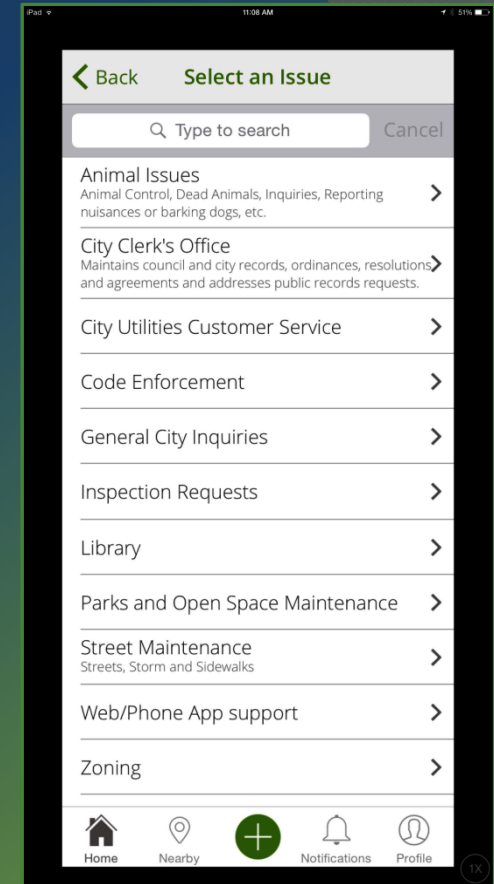 iPad 11:08 AM 51%
Back Select an Issue
Type to search Cancel
Animal Issues
Animal Control, Dead Animals, Inquiries, Reporting
nuisances or barking dogs, etc.
City Clerk's Office
Maintains council and city records, ordinances, resolutions,
and agreements and addresses public records requests.
City Utilities Customer Service
Code Enforcement
General City Inquiries
Inspection Requests
Library
Parks and Open Space Maintenance
Street Maintenance
Streets, Storm and Sidewalks
Web/Phone App support
Zoning
Home Nearby Notifications Profile
1X